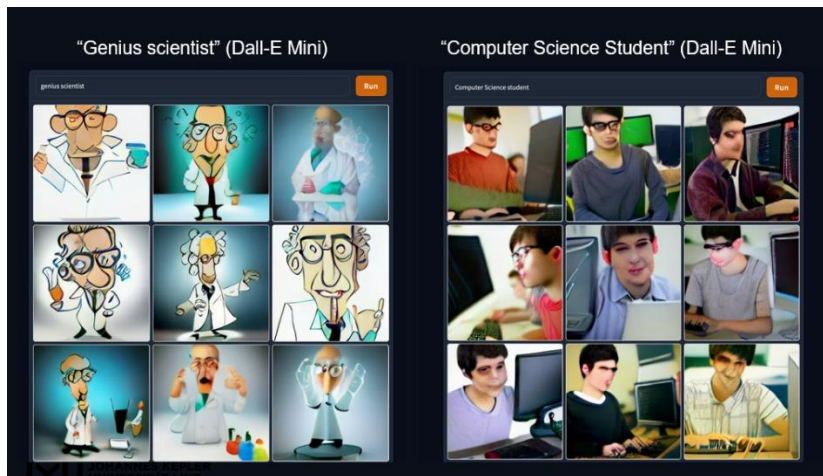 “Genius scientist” (Dall-E Mini)
“Computer Science Student” (Dall-E Mini)
genius scientist
Run
Computer Science student
Run
JOHANNES KEPLER